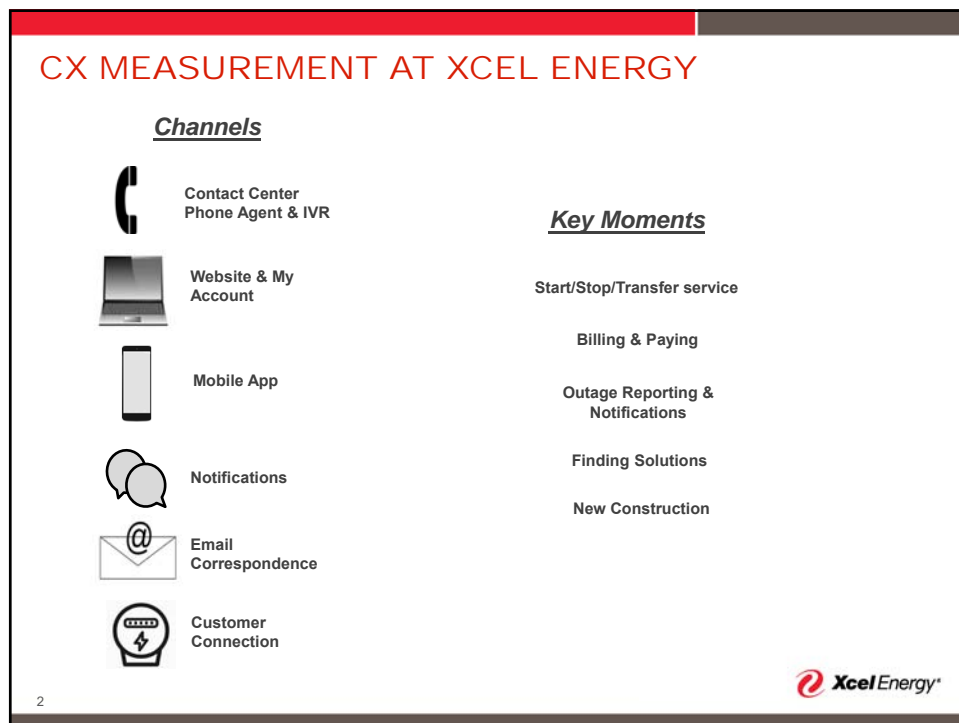 CX MEASUREMENT AT XCEL ENERGY
Channels
Contact Center
Phone Agent & IVR
Website & My
Account
Mobile App
Notifications
@
Email
Correspondence
Customer
Connection
Key Moments
Start/Stop/Transfer service
Billing & Paying
Outage Reporting &
Notifications
Finding Solutions
New Construction
2
Xcel Energy®